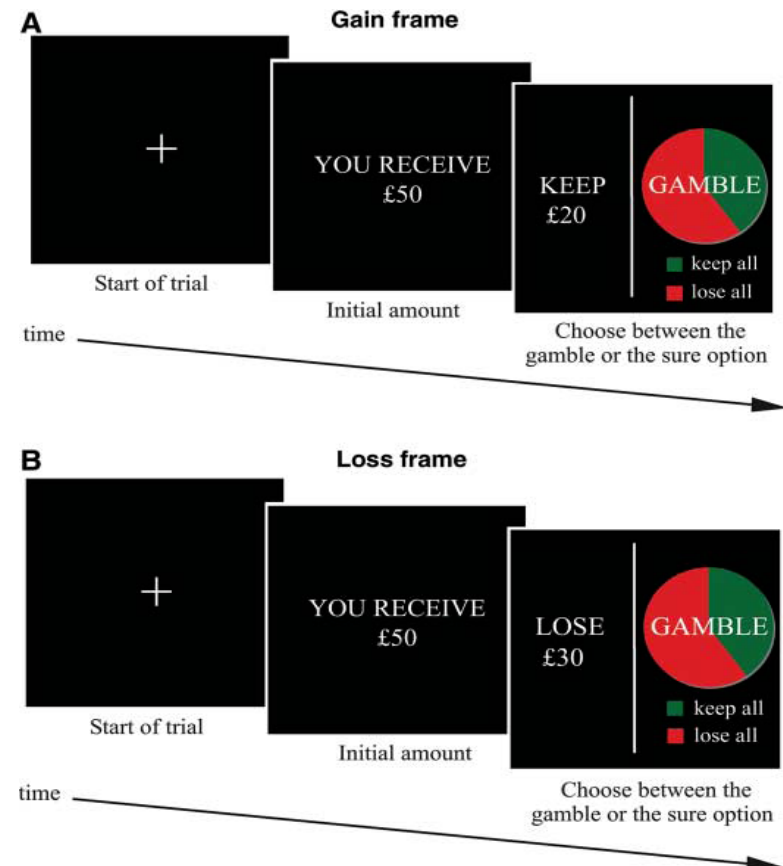 A
Gain frame
YOU RECEIVE
£50
KEEP
£20
GAMBLE
keep all
lose all
Start of trial
Initial amount
Choose between the
gamble or the sure option
time
B
Loss frame
YOU RECEIVE
£50
LOSE
£30
GAMBLE
keep all
lose all
Start of trial
Initial amount
Choose between the
gamble or the sure option
time